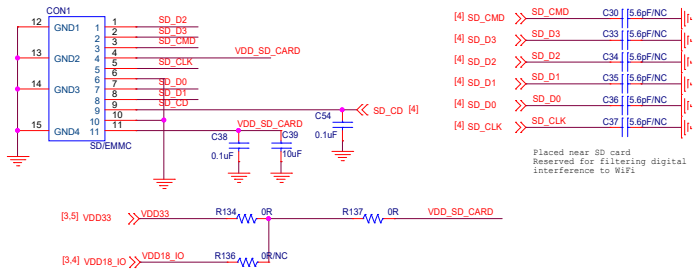 CON1
12 GND1 1 1 SD_D2
2 2 SD_D3
3 3 SD_CMD
13 GND2 4 4 VDD_SD_CARD
5 5 SD_CLK
6 6
14 GND3 7 7 SD_D0
8 8 SD_D1
9 9 SD_CD
10 10
15 GND4 11 11 VDD_SD_CARD
SD/EMMC
C54
0.1uF
SD_CD [4]
C38
0.1uF
C39
10uF
[4] SD_CMD SD_CMD C30 5.6pF/NC
[4] SD_D3 SD_D3 C33 5.6pF/NC
[4] SD_D2 SD_D2 C34 5.6pF/NC
[4] SD_D1 SD_D1 C35 5.6pF/NC
[4] SD_D0 SD_D0 C36 5.6pF/NC
[4] SD_CLK SD_CLK C37 5.6pF/NC
Placed near SD card
Reserved for filtering digital
interference to WiFi
[3,5] VDD33 VDD33 R134 0R R137 0R VDD_SD_CARD
[3,4] VDD18_IO VDD18_IO R136 0R/NC